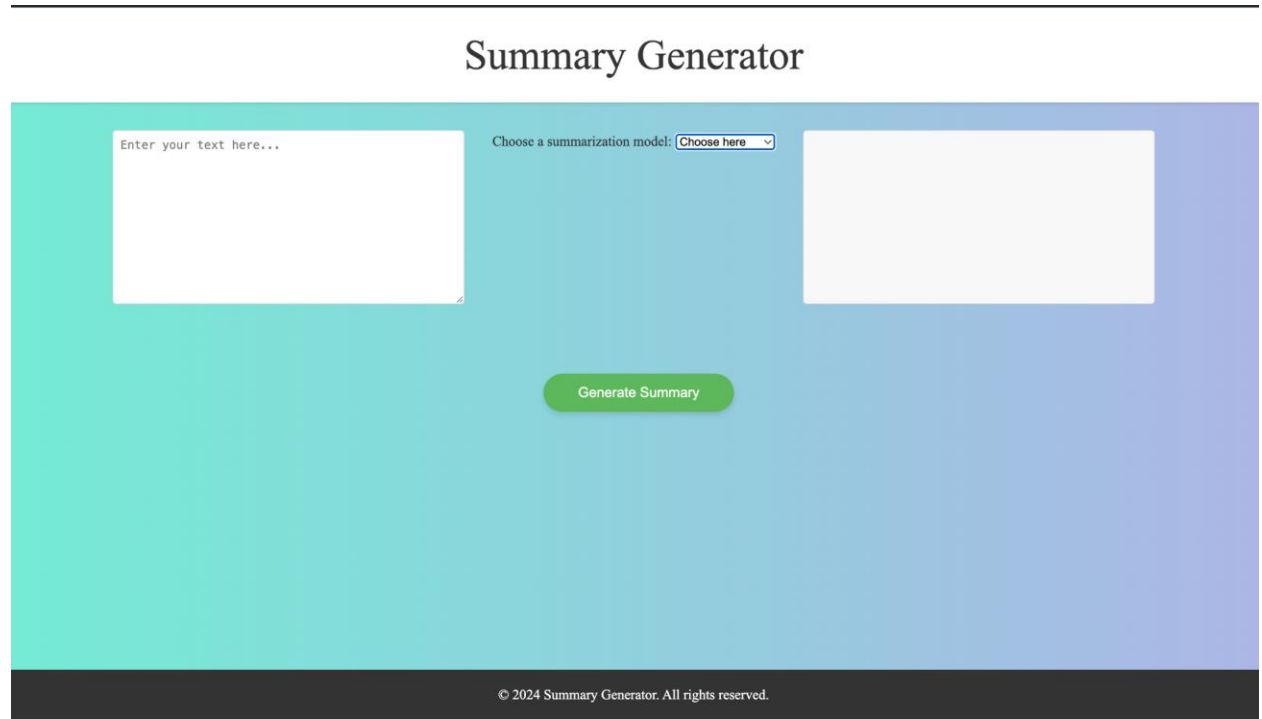 Summary Generator
Enter your text here...
Choose a summarization model: Choose here
Generate Summary
© 2024 Summary Generator. All rights reserved.